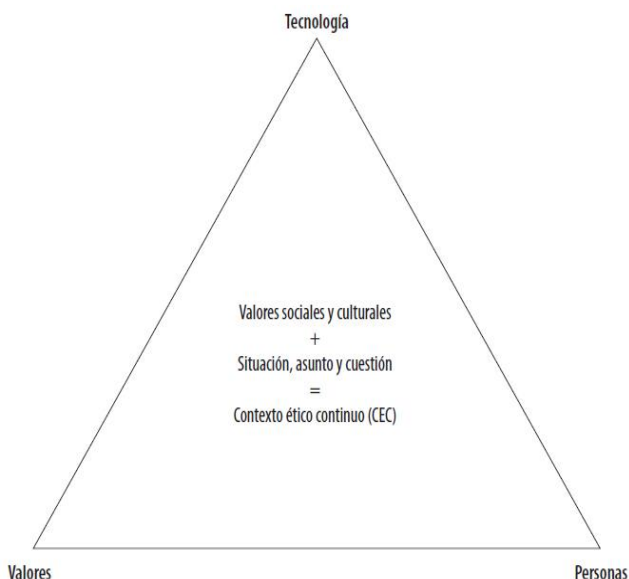 Tecnología
Valores sociales y culturales
+
Situación, asunto y cuestión
=
Contexto ético continuo (CEC)
Valores
Personas